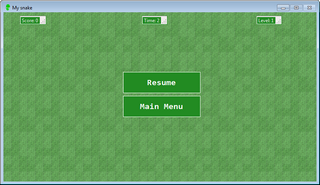 My snake
Score: 0
Time: 2
Level: 1
Resume
Main Menu